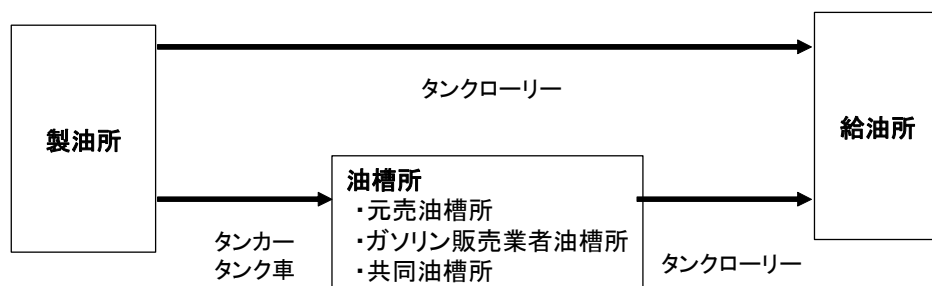 タンクローリー
製油所
給油所
油槽所
・元売油槽所
・ガソリン販売業者油槽所
・共同油槽所
タンカー
タンク車
タンクローリー